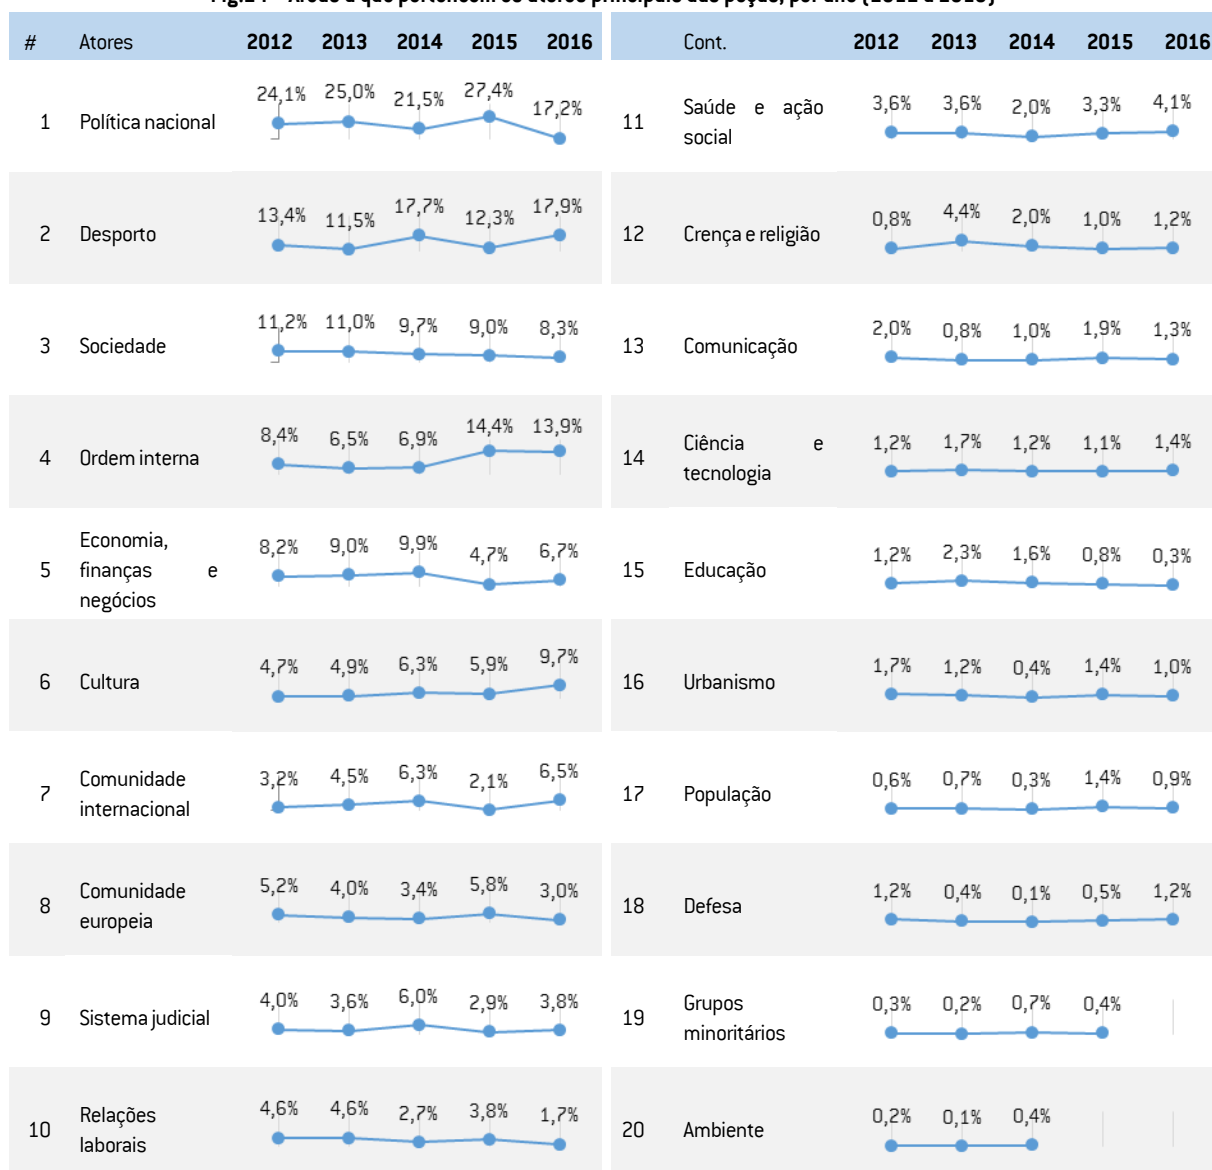 # Atores 2012 2013 2014 2015 2016 Cont. 2012 2013 2014 2015 2016
1 Política nacional 24,1% 25,0% 21,5% 27,4% 17,2%
11 Saúde e ação
social 3,6% 3,6% 2,0% 3,3% 4,1%
2 Desporto 13,4% 11,5% 17,7% 12,3% 17,9%
12 Crença e religião 0,8% 4,4% 2,0% 1,0% 1,2%
3 Sociedade 11,2% 11,0% 9,7% 9,0% 8,3%
13 Comunicação 2,0% 0,8% 1,0% 1,9% 1,3%
4 Ordem interna 8,4% 6,5% 6,9% 14,4% 13,9%
14 Ciência e
tecnologia 1,2% 1,7% 1,2% 1,1% 1,4%
5 Economia,
finanças e
negócios 8,2% 9,0% 9,9% 4,7% 6,7%
15 Educação 1,2% 2,3% 1,6% 0,8% 0,3%
6 Cultura 4,7% 4,9% 6,3% 5,9% 9,7%
16 Urbanismo 1,7% 1,2% 0,4% 1,4% 1,0%
7 Comunidade
internacional 3,2% 4,5% 6,3% 2,1% 6,5%
17 População 0,6% 0,7% 0,3% 1,4% 0,9%
8 Comunidade
europeia 5,2% 4,0% 3,4% 5,8% 3,0%
18 Defesa 1,2% 0,4% 0,1% 0,5% 1,2%
9 Sistema judicial 4,0% 3,6% 6,0% 2,9% 3,8%
19 Grupos
minoritários 0,3% 0,2% 0,7% 0,4%
10 Relações
laborais 4,6% 4,6% 2,7% 3,8% 1,7%
20 Ambiente 0,2% 0,1% 0,4%